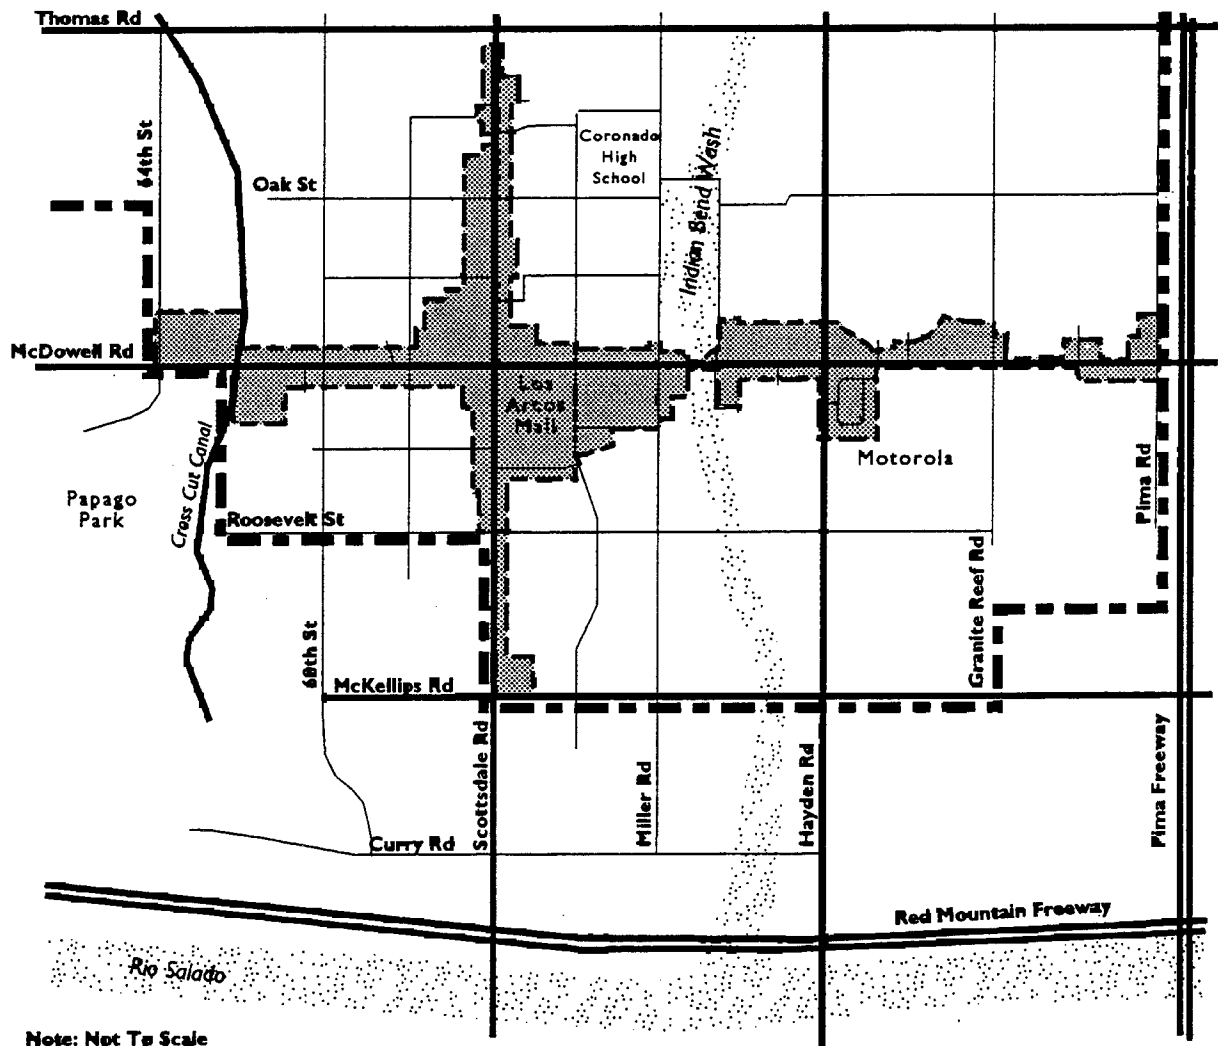 Thomas Rd
64th St
Coronado
High
School
Indian Bend Wash
Oak St
McDowell Rd
Los
Arcos
Mall
Motorola
Pima Rd
Cross Cut Canal
Papago
Park
Roosevelt St
Granite Reef Rd
68th St
McKellips Rd
Scottsdale Rd
Miller Rd
Hayden Rd
Pima Freeway
Curry Rd
Red Mountain Freeway
Rio Salado
Note: Not To Scale